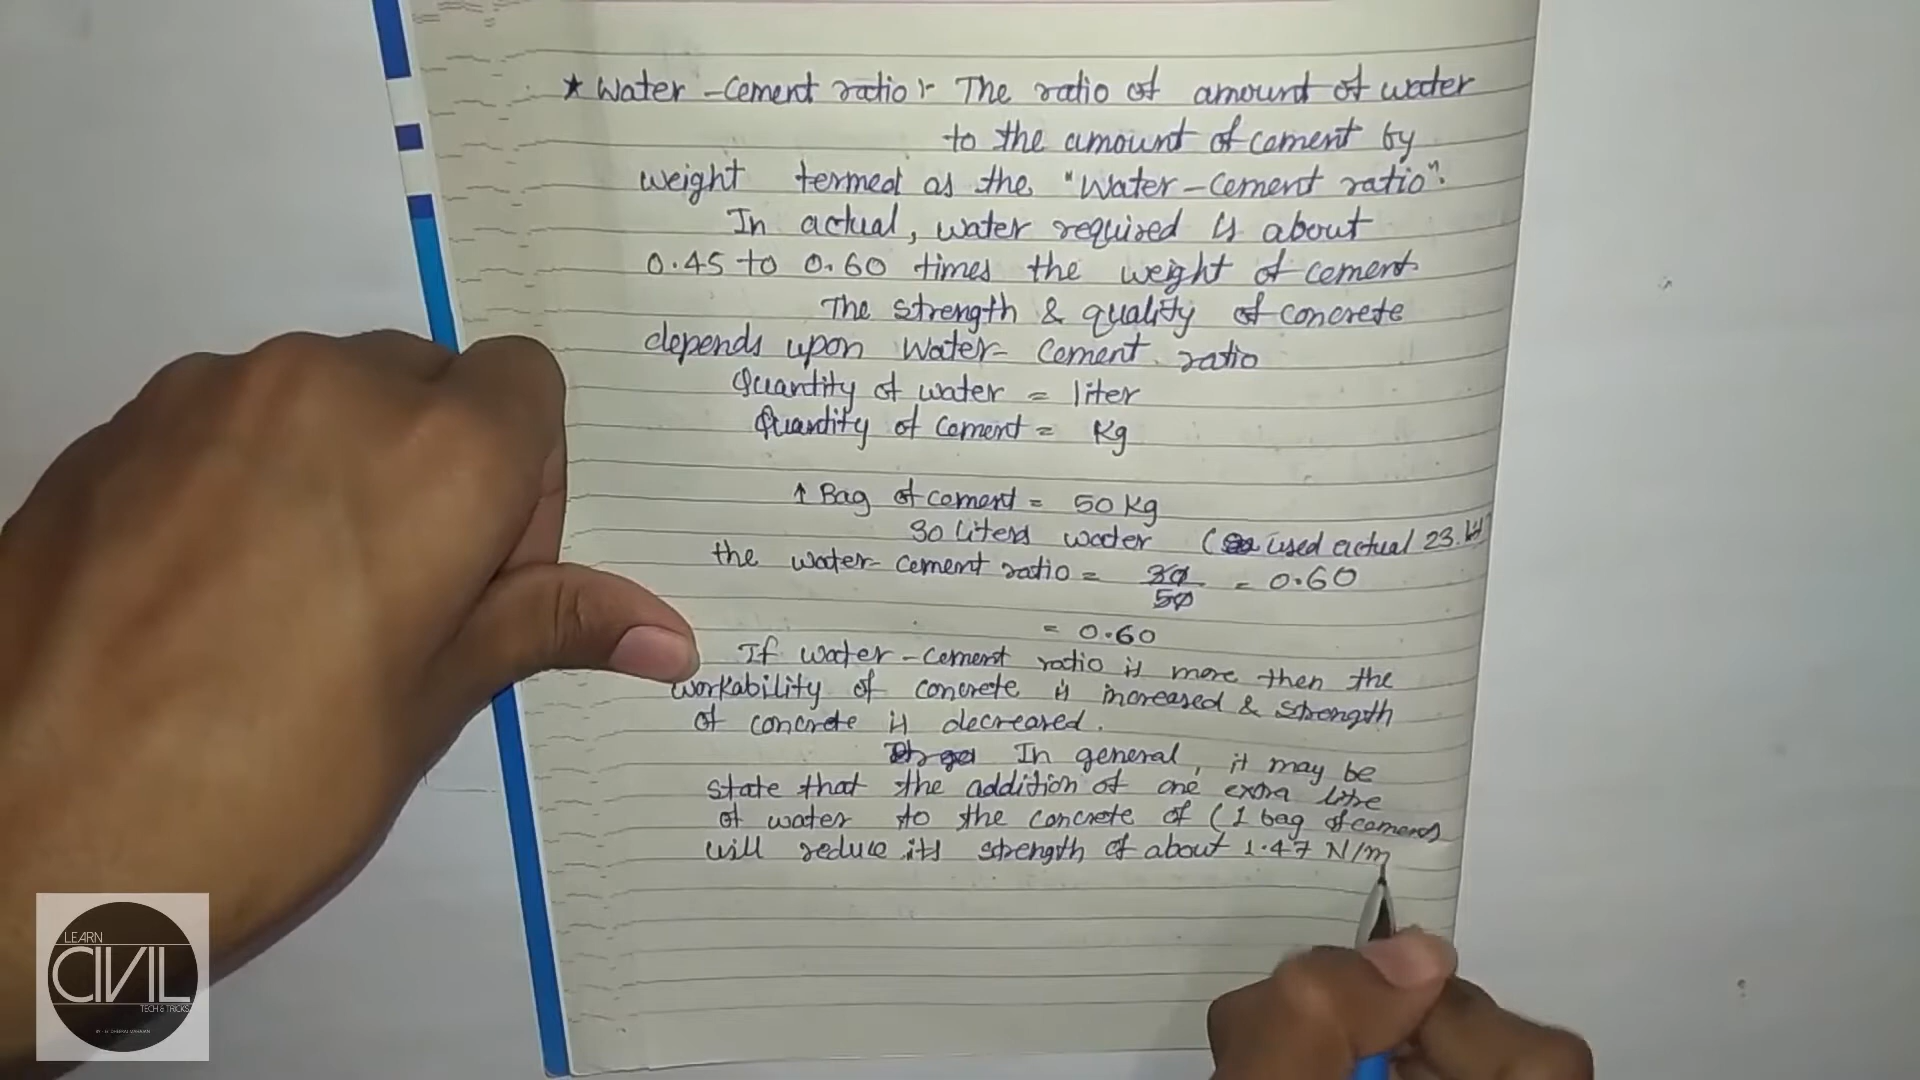 ★ Water-Cement ratio :- The ratio of amount of water
to the amount of cement by
weight termed as the "Water-Cement ratio".
In actual, water required is about
0.45 to 0.60 times the weight of cement
The strength & quality of concrete
depends upon Water-Cement ratio
Quantity of water = liter
Quantity of Cement = Kg
1 Bag of cement = 50 Kg
30 liters water (used actual 23
the water-cement ratio = 30/50 = 0.60
= 0.60
If water-cement ratio is more then the
workability of concrete is increased & strength
of concrete is decreased.
In general, it may be
state that the addition of one extra litre
of water to the concrete of (1 bag of cement)
will reduce its strength of about 1.47 N/m
LEARN
CIVIL
TECH & TRICKS